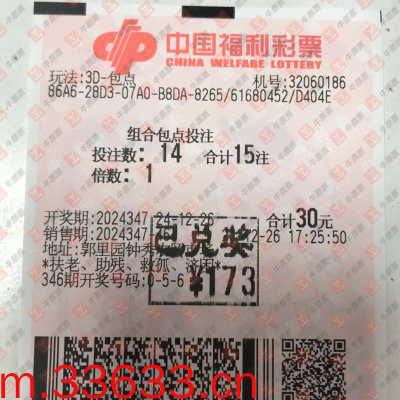 中国福利彩票
CHINA WELFARE LOTTERY
玩法:3D-包点 机号:32060186
86A6-28D3-07A0-B8DA-8265/61680452/D404E
组合包点投注
投注数: 14 合计15注
倍数: 1
开奖期:2024347 24-12-26 合计30元
销售期:2024347 2-26 17:25:50
已兑奖
地址:郭里园钟秀
*扶老、助残、救孤、济困*
¥173
346期开奖号码:0-5-6
m.33633.cn